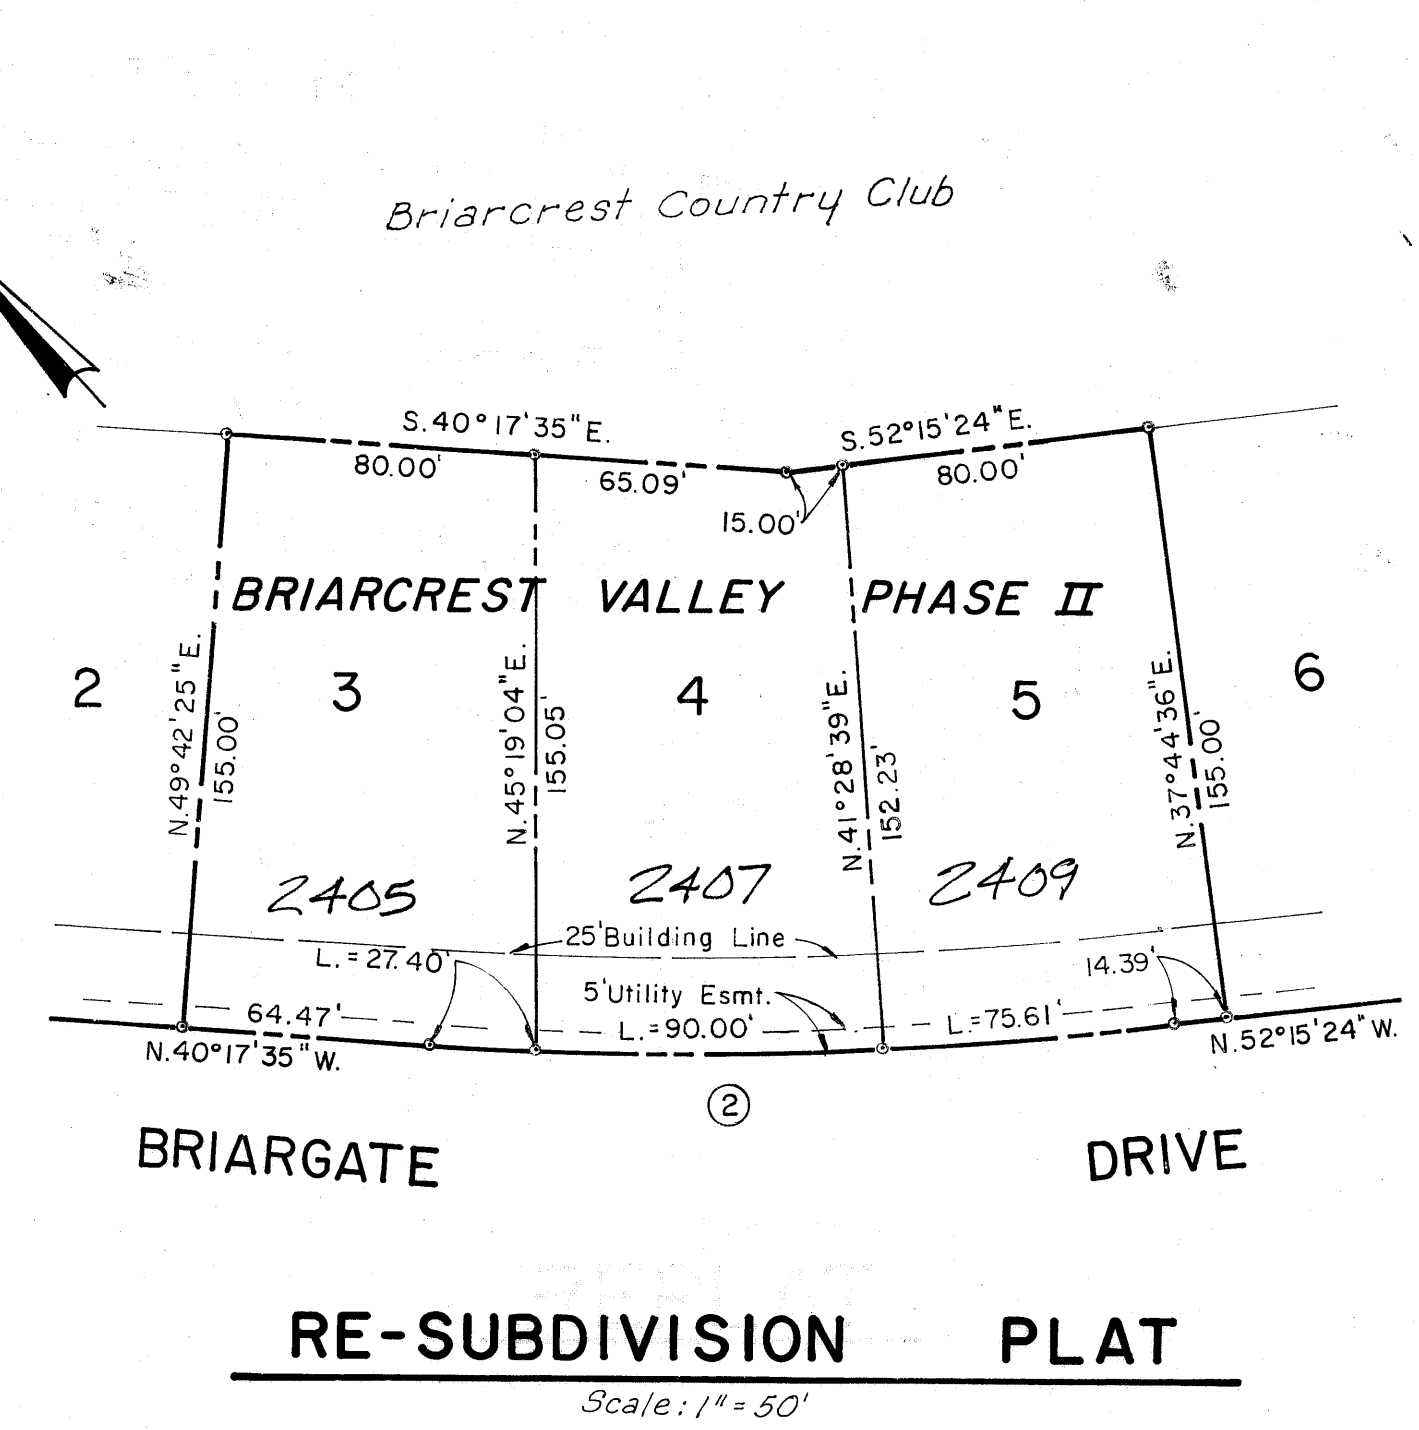 Briarcrest Country Club
S.40°17'35"E.
S.52°15'24"E.
80.00'
65.09'
80.00'
15.00'
BRIARCREST VALLEY PHASE II
2
3
4
5
6
N.49°42'25"E.
155.00'
N.45°19'04"E.
155.05'
N.41°28'39"E.
152.23'
N.37°44'36"E.
155.00'
2405
2407
2409
25'Building Line
L.=27.40'
14.39'
5'Utility Esmt.
64.47'
L.=90.00'
L.=75.61'
N.40°17'35"W.
N.52°15'24"W.
2
BRIARGATE DRIVE
RE-SUBDIVISION PLAT
Scale: 1"=50'